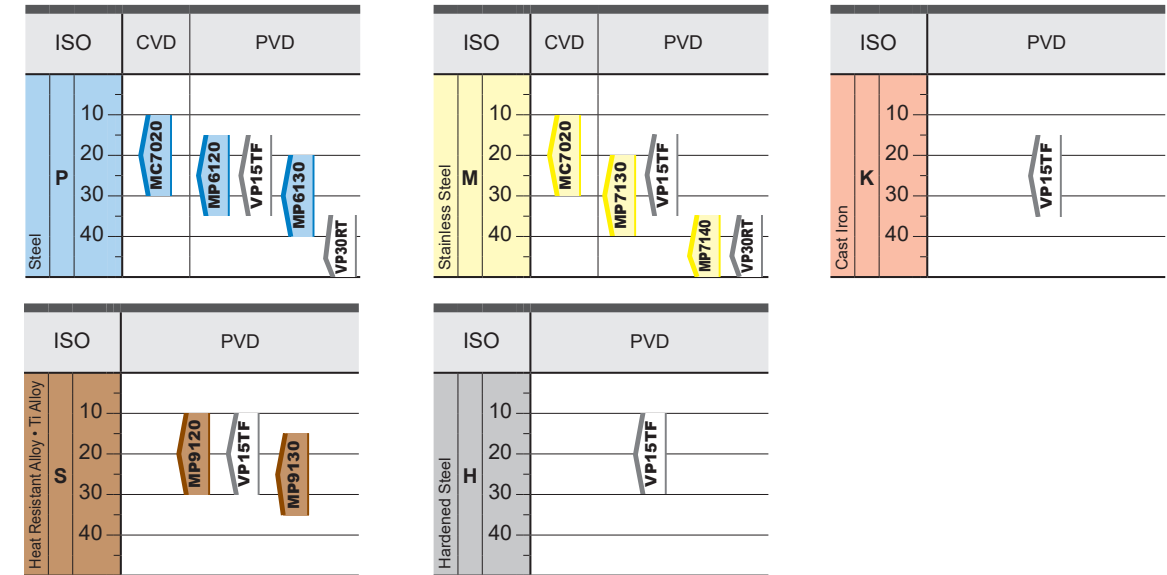 ISO CVD PVD
Steel
P
10
20
30
40
MC7020
MP6120
VP15TF
MP6130
VP30RT
ISO CVD PVD
Stainless Steel
M
10
20
30
40
MC7020
MP7130
VP15TF
MP7140
VP30RT
ISO PVD
Cast Iron
K
10
20
30
40
VP15TF
ISO PVD
Heat Resistant Alloy • Ti Alloy
S
10
20
30
40
MP9120
VP15TF
MP9130
ISO PVD
Hardened Steel
H
10
20
30
40
VP15TF